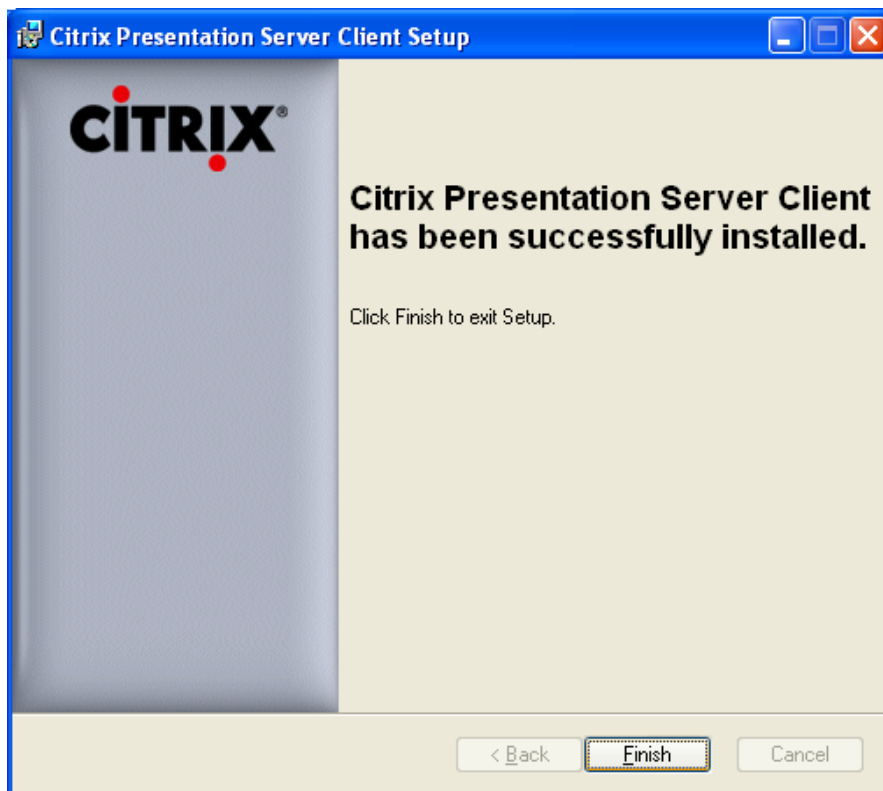 Citrix Presentation Server Client Setup
CITRIX®
Citrix Presentation Server Client
has been successfully installed.
Click Finish to exit Setup.
< Back
Finish
Cancel